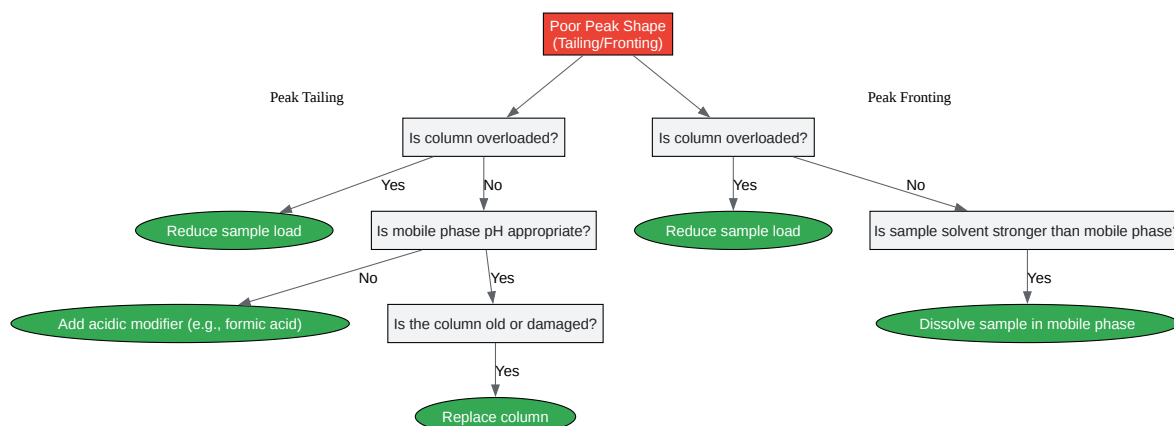 Poor Peak Shape
(Tailing/Fronting)
Peak Tailing
Peak Fronting
Is column overloaded?
Is column overloaded?
Yes
No
Yes
No
Reduce sample load
Is mobile phase pH appropriate?
Reduce sample load
Is sample solvent stronger than mobile phase?
No
Yes
Yes
Add acidic modifier (e.g., formic acid)
Is the column old or damaged?
Dissolve sample in mobile phase
Yes
Replace column